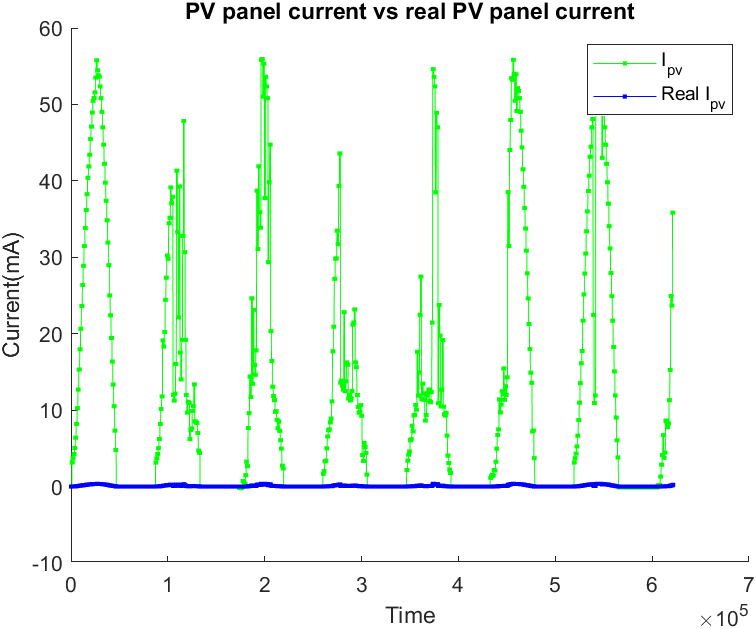 PV panel current vs real PV panel current
60
50
40
30
20
10
0
-10
Current(mA)
I_pv
Real I_pv
0 1 2 3 4 5 6 7
Time
×10^5